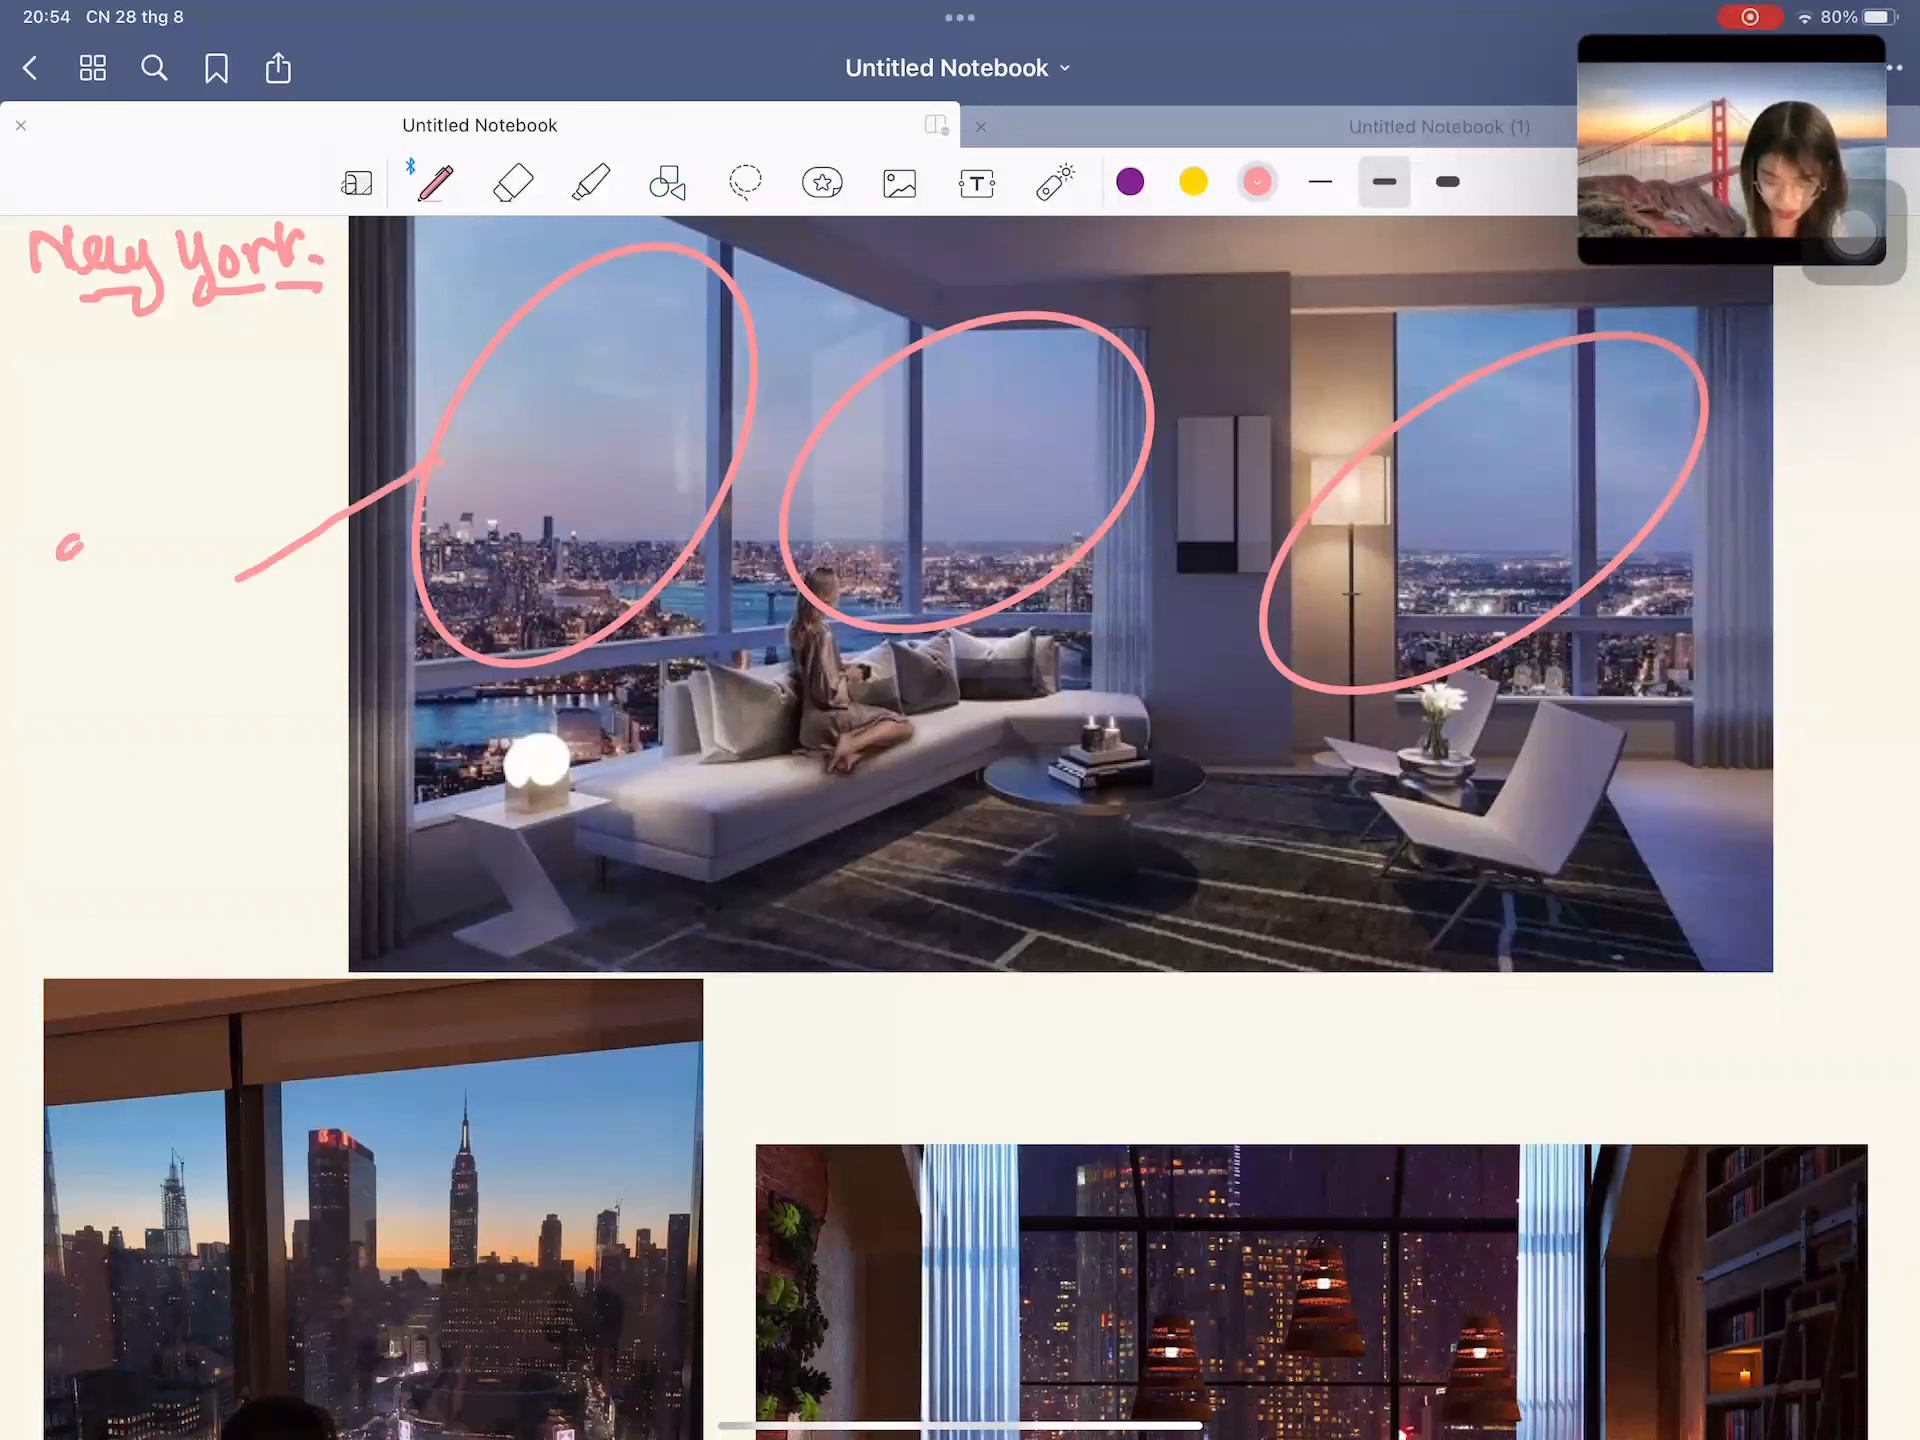 20:54 CN 28 thg 8
80%
Untitled Notebook
Untitled Notebook
Untitled Notebook (1)
T
New York.